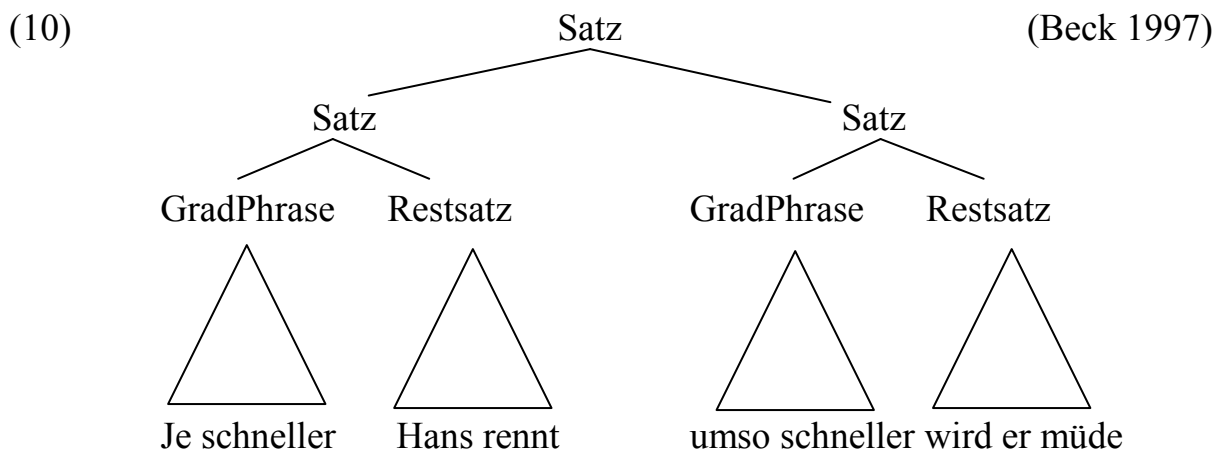 (10) Satz (Beck 1997)
Satz Satz
GradPhrase Restsatz GradPhrase Restsatz
Je schneller Hans rennt umso schneller wird er müde